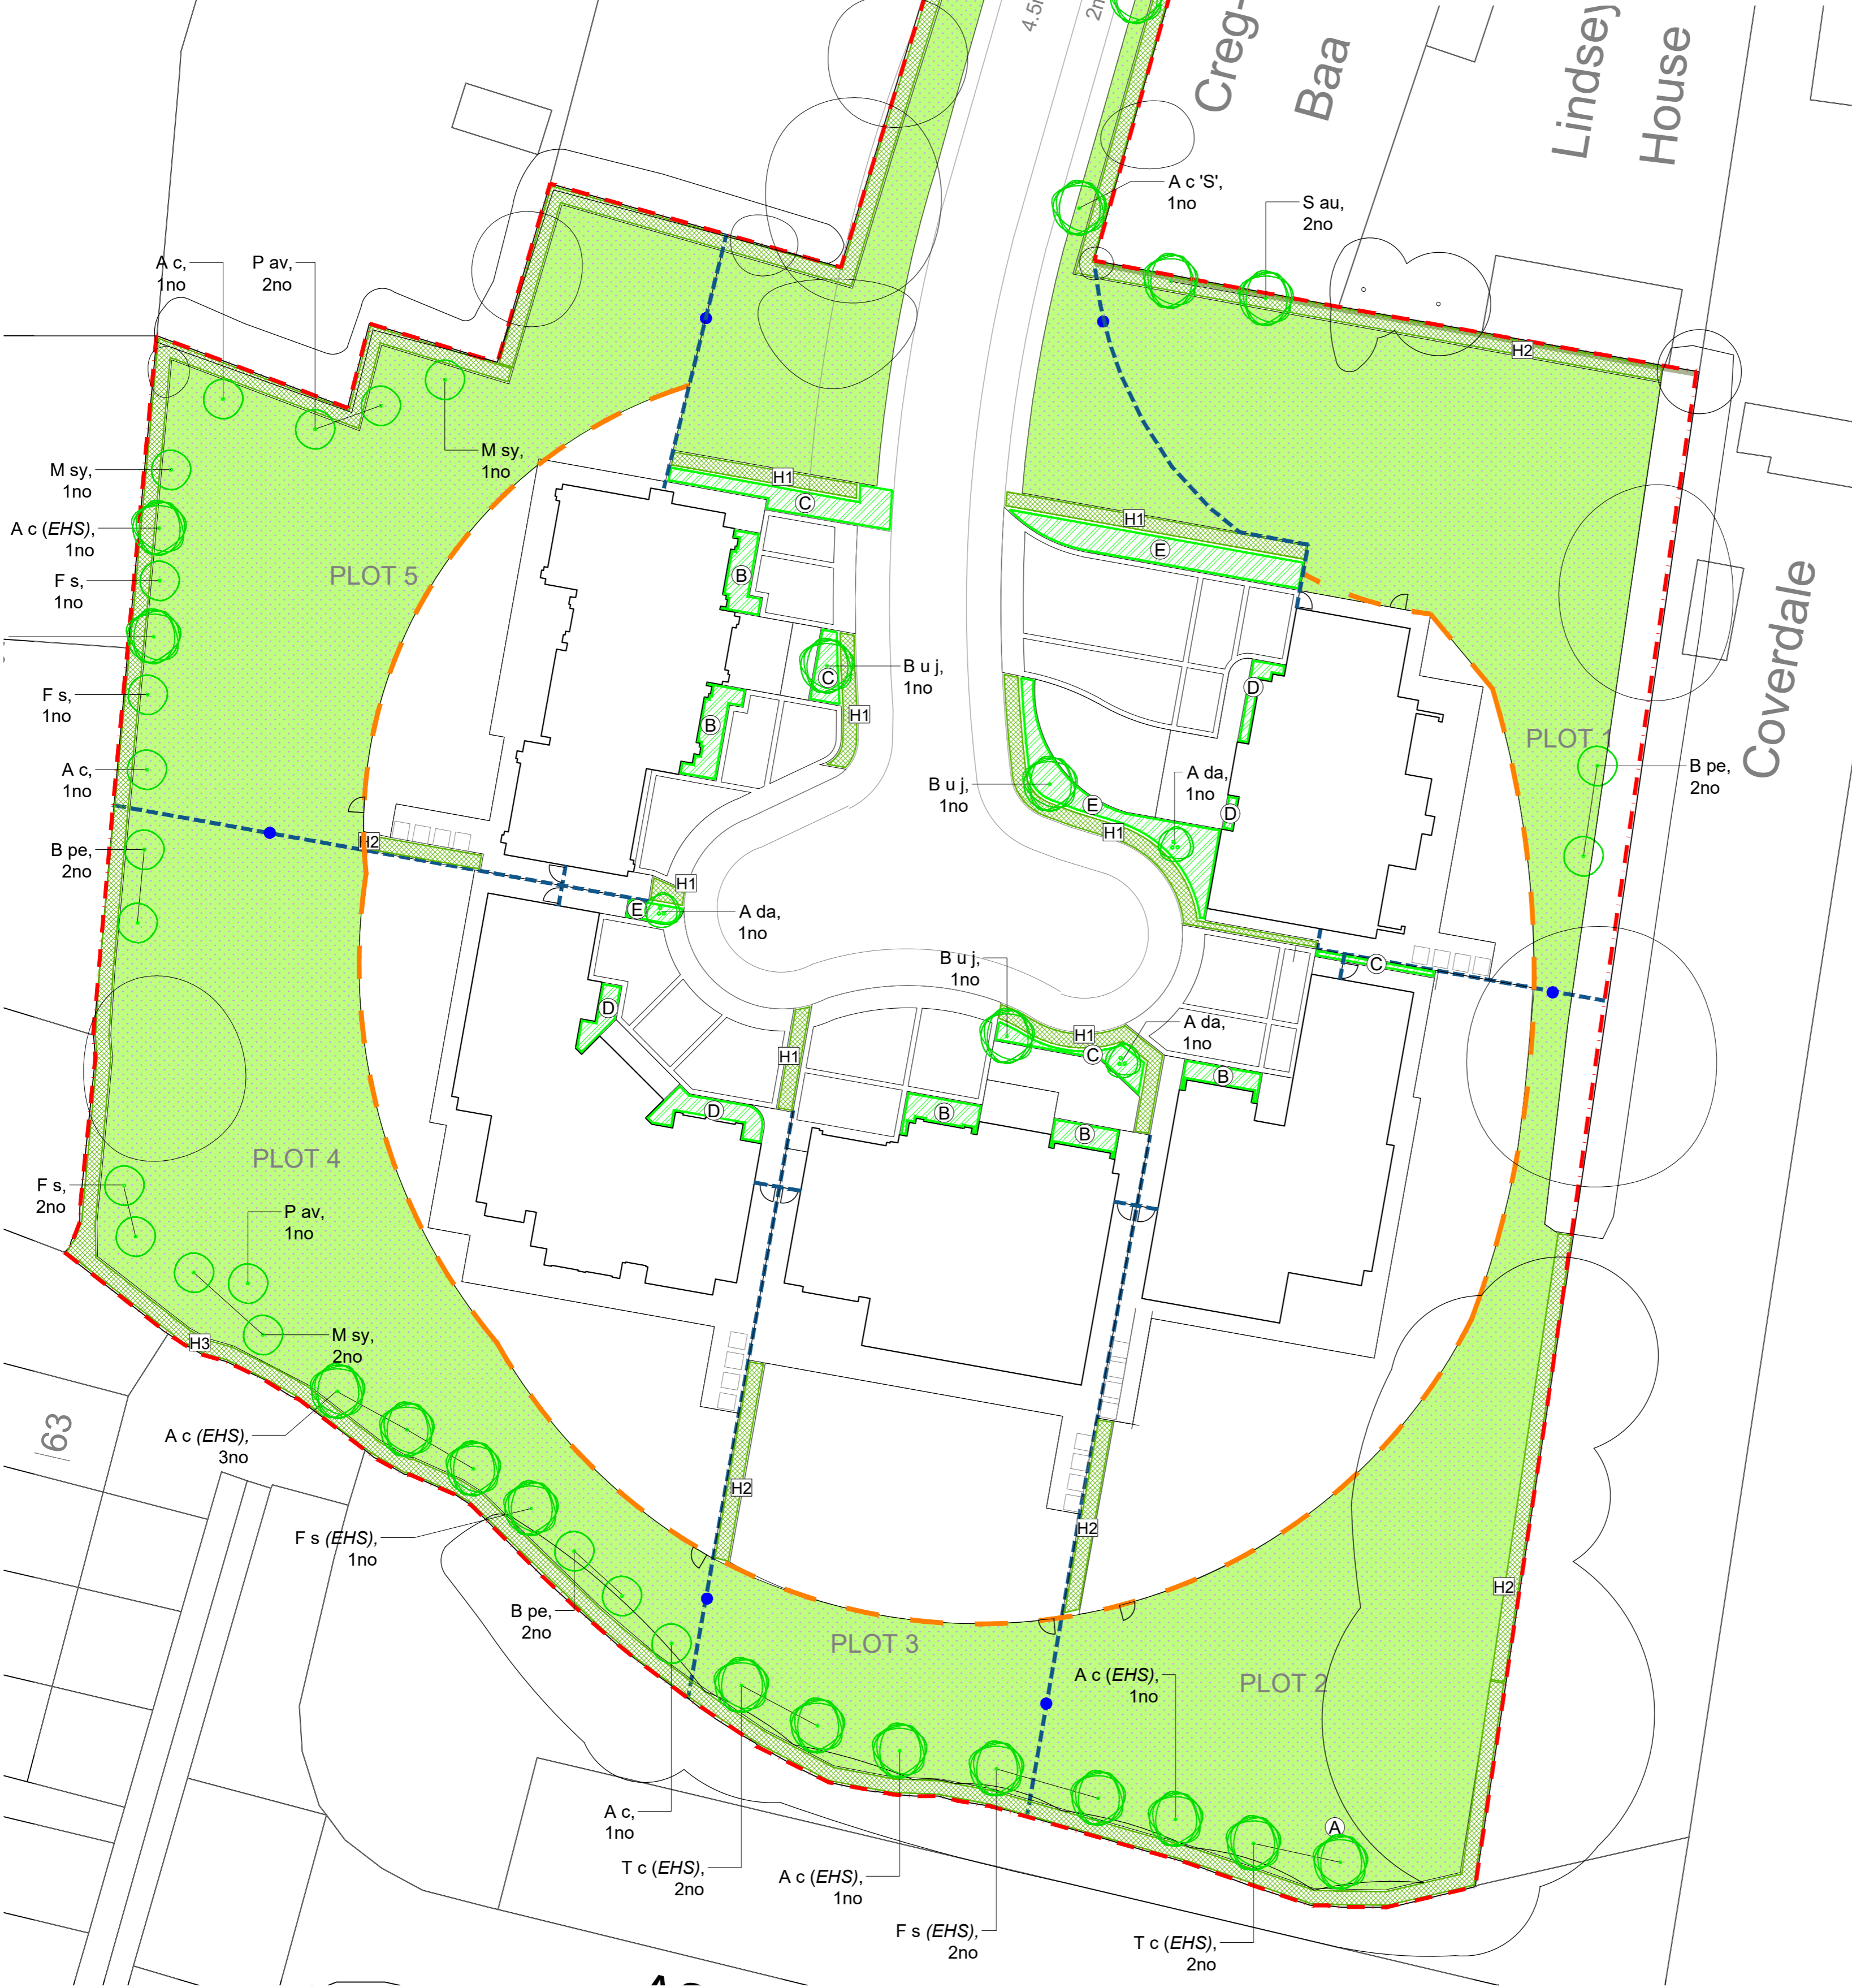 4.5m
2m
Creg-
Baa
Lindsey
House
A c 'S',
1no
S au,
2no
A c,
1no
P av,
2no
H2
M sy,
1no
M sy,
1no
H1
C
A c (EHS),
1no
H1
E
PLOT 5
B
F s,
1no
Coverdale
B u j,
1no
C
D
F s,
1no
B
H1
PLOT 1
A c,
1no
B u j,
1no
A da,
1no
B pe,
2no
E
D
H1
H2
B pe,
2no
H1
E
A da,
1no
B u j,
1no
C
D
A da,
1no
H1
H1
C
B
D
B
B
PLOT 4
F s,
2no
P av,
1no
H3
M sy,
2no
63
A c (EHS),
3no
H2
F s (EHS),
1no
H2
H2
B pe,
2no
PLOT 3
A c (EHS),
1no
PLOT 2
A c,
1no
A
T c (EHS),
2no
A c (EHS),
1no
F s (EHS),
2no
T c (EHS),
2no